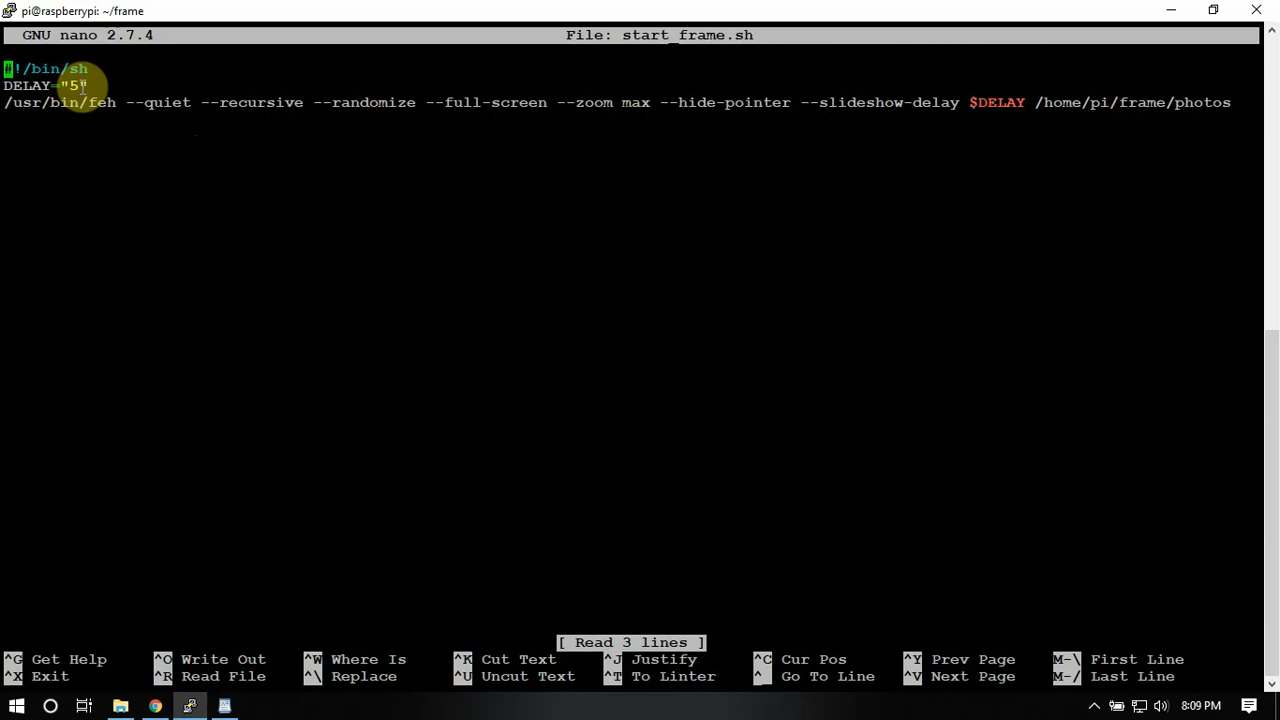 pi@raspberrypi: ~/frame
GNU nano 2.7.4 File: start_frame.sh
#!/bin/sh
DELAY="5"
/usr/bin/feh --quiet --recursive --randomize --full-screen --zoom max --hide-pointer --slideshow-delay $DELAY /home/pi/frame/photos
[ Read 3 lines ]
^G Get Help ^O Write Out ^W Where Is ^K Cut Text ^J Justify ^C Cur Pos ^Y Prev Page M-\ First Line
^X Exit ^R Read File ^\ Replace ^U Uncut Text ^T To Linter ^_ Go To Line ^V Next Page M-/ Last Line
8:09 PM